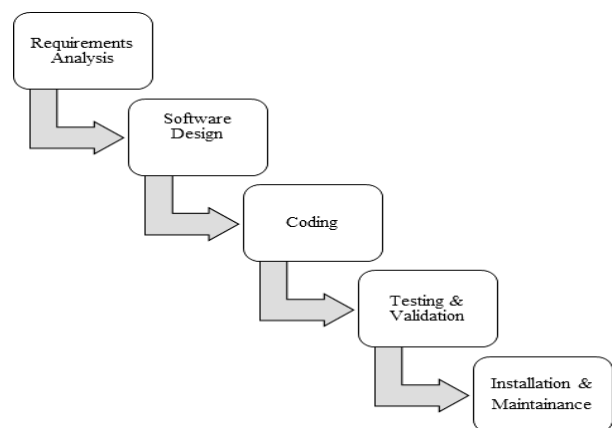 Requirements
Analysis
Software
Design
Coding
Testing &
Validation
Installation &
Maintainance